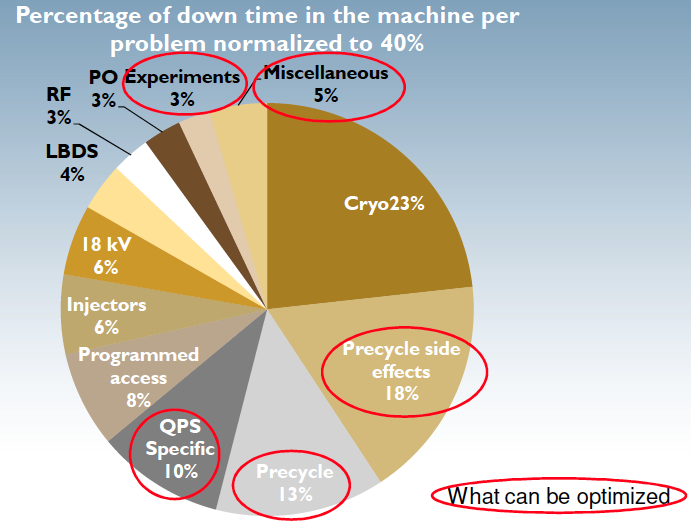 Percentage of down time in the machine per
problem normalized to 40%
Miscellaneous
5%
Experiments
3%
PO
3%
RF
3%
LBDS
4%
Cryo23%
18 kV
6%
Injectors
6%
Precycle side
effects
18%
Programmed
access
8%
QPS
Specific
10%
Precycle
13%
What can be optimized